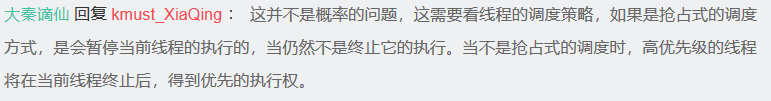 大秦谪仙 回复 kmust_XiaQing： 这并不是概率的问题，这需要看线程的调度策略，如果是抢占式的调度
方式，是会暂停当前线程的执行的，当仍然不是终止它的执行。当不是抢占式的调度时，高优先级的线程
将在当前线程终止后，得到优先的执行权。